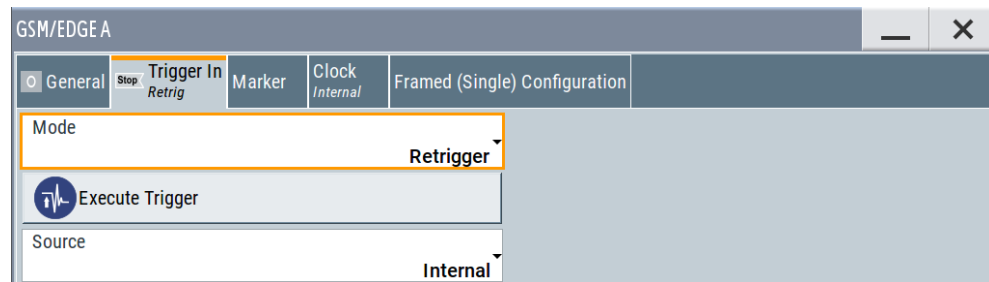 GSM/EDGE A
General Stop Trigger In Marker Clock Framed (Single) Configuration
Retrig Internal
Mode
Retrigger
Execute Trigger
Source
Internal